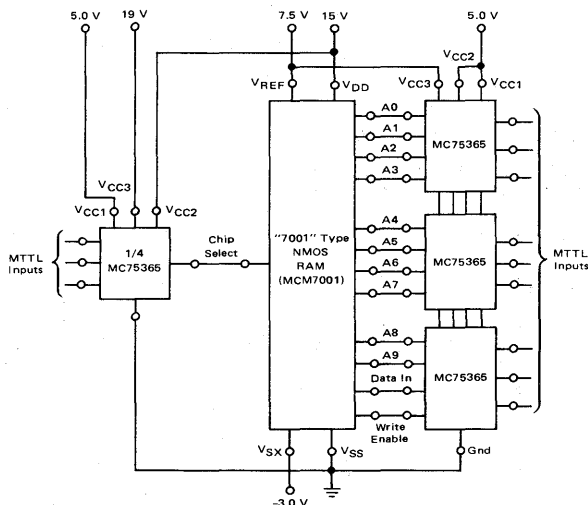 5.0 V 19 V 7.5 V 15 V 5.0 V
VCC2
VREF VDD VCC3 VCC1
A0
A1
A2
A3
MC75365
VCC3
VCC1 VCC2
MTTL
Inputs
1/4
MC75365
Chip
Select
"7001" Type
NMOS
RAM
(MCM7001)
A4
A5
A6
A7
MC75365
MTTL
Inputs
A8
A9
Data In
Write
Enable
MC75365
VSX VSS Gnd
-3.0 V